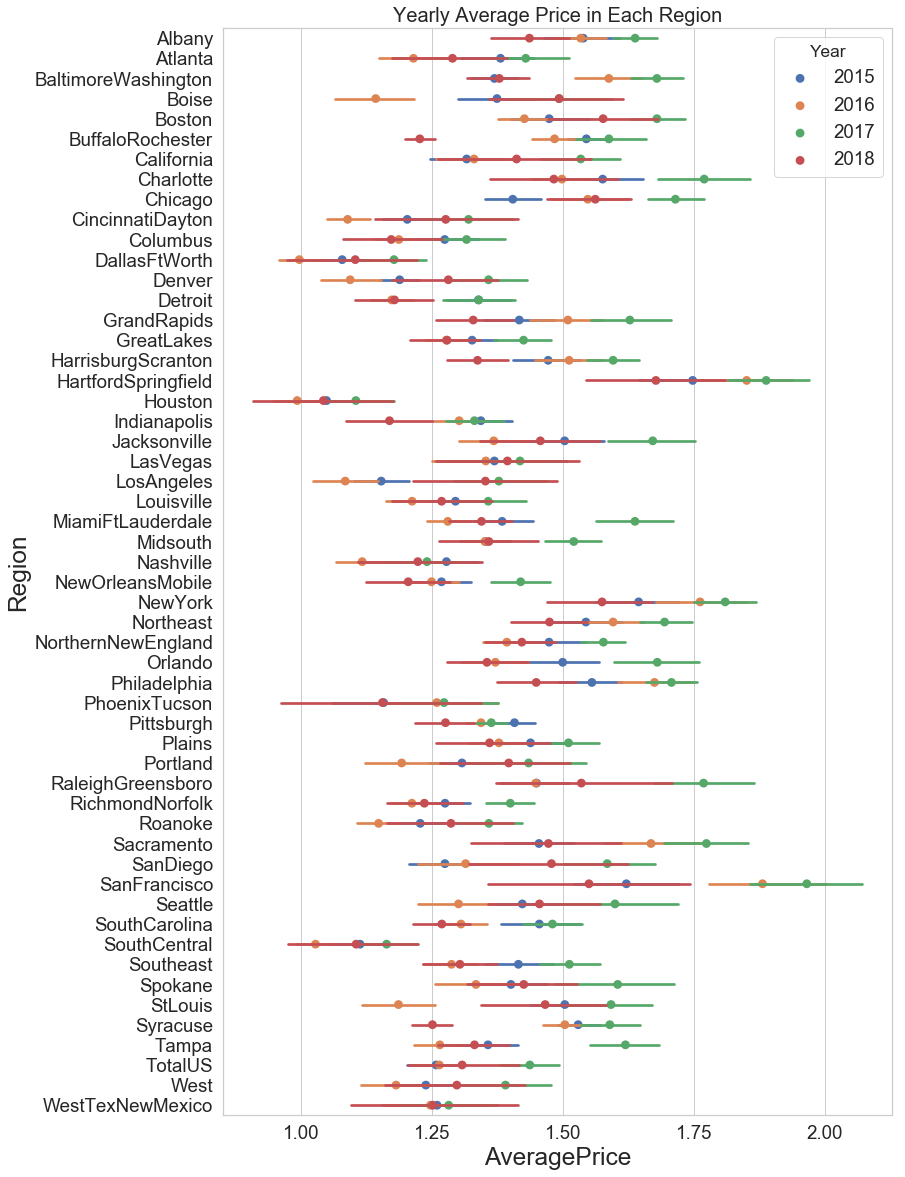 Yearly Average Price in Each Region
Year
2015
2016
2017
2018
Region
Albany
Atlanta
BaltimoreWashington
Boise
Boston
BuffaloRochester
California
Charlotte
Chicago
CincinnatiDayton
Columbus
DallasFtWorth
Denver
Detroit
GrandRapids
GreatLakes
HarrisburgScranton
HartfordSpringfield
Houston
Indianapolis
Jacksonville
LasVegas
LosAngeles
Louisville
MiamiFtLauderdale
Midsouth
Nashville
NewOrleansMobile
NewYork
Northeast
NorthernNewEngland
Orlando
Philadelphia
PhoenixTucson
Pittsburgh
Plains
Portland
RaleighGreensboro
RichmondNorfolk
Roanoke
Sacramento
SanDiego
SanFrancisco
Seattle
SouthCarolina
SouthCentral
Southeast
Spokane
StLouis
Syracuse
Tampa
TotalUS
West
WestTexNewMexico
1.00 1.25 1.50 1.75 2.00
AveragePrice